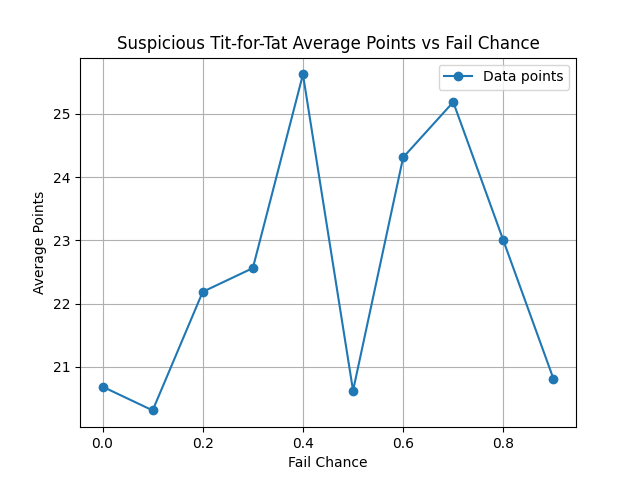 Suspicious Tit-for-Tat Average Points vs Fail Chance
Data points
25
24
23
22
21
Average Points
0.0 0.2 0.4 0.6 0.8
Fail Chance